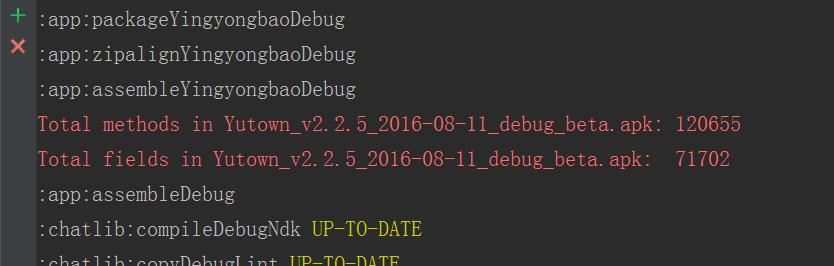 :app:packageYingyongbaoDebug
:app:zipalignYingyongbaoDebug
:app:assembleYingyongbaoDebug
Total methods in Yutown_v2.2.5_2016-08-11_debug_beta.apk: 120655
Total fields in Yutown_v2.2.5_2016-08-11_debug_beta.apk:  71702
:app:assembleDebug
:chatlib:compileDebugNdk UP-TO-DATE
:chatlib:copyDebugLint UP-TO-DATE